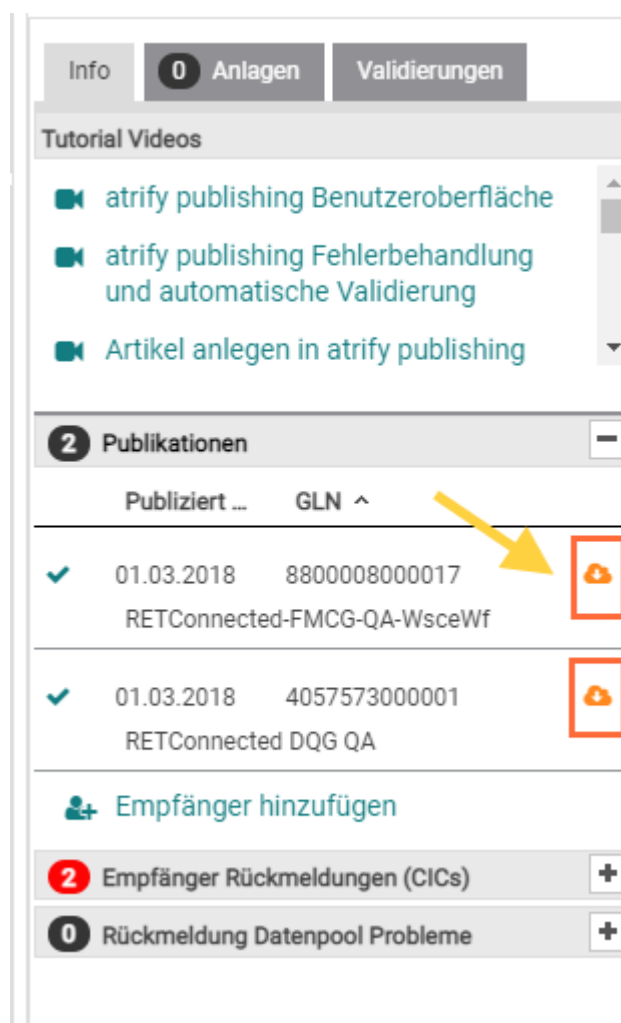 Info 0 Anlagen Validierungen
Tutorial Videos
atrify publishing Benutzeroberfläche
atrify publishing Fehlerbehandlung
und automatische Validierung
Artikel anlegen in atrify publishing
2 Publikationen
Publiziert ... GLN
01.03.2018 8800008000017
RETConnected-FMCG-QA-WsceWf
01.03.2018 4057573000001
RETConnected DQG QA
Empfänger hinzufügen
2 Empfänger Rückmeldungen (CICs)
0 Rückmeldung Datenpool Probleme